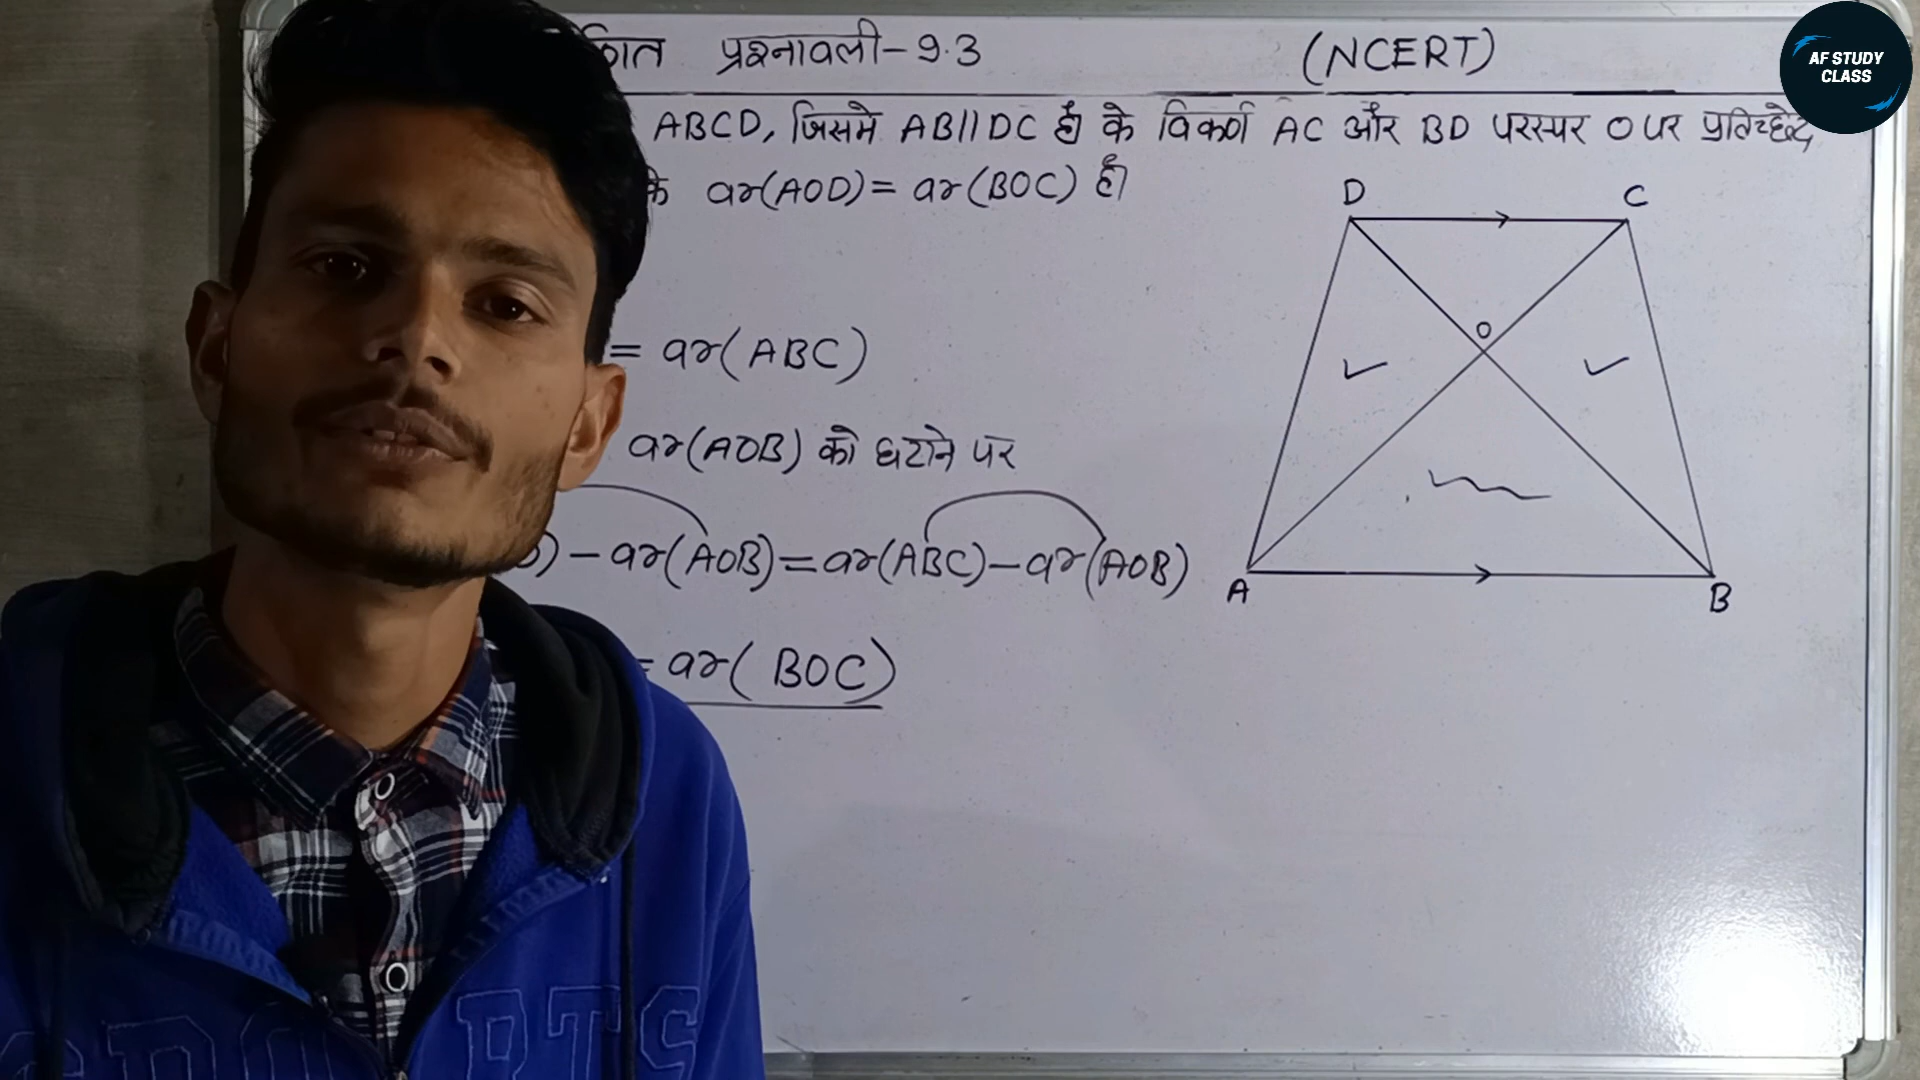 प्रश्नावली-9.3 (NCERT)
AF STUDY
CLASS
ABCD, जिसमे AB||DC है के विकर्ण AC और BD परस्पर O पर प्रतिच्छेद
ar(AOD)= ar(BOC) है
D C
= ar(ABC)
O
ar(AOB) को घटाने पर
-ar(AOB)=ar(ABC)-ar(AOB)
A B
= ar(BOC)